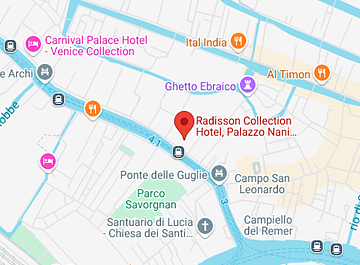 Carnival Palace Hotel
- Venice Collection
Ital India
e Archi
Al Timon
Ghetto Ebraico
obbe
Radisson Collection
Hotel, Palazzo Nani...
4.1
Ponte delle Guglie
Campo San
Leonardo
Parco
Savorgnan
3
Santuario di Lucia
- Chiesa dei Santi...
Campiello
del Remer
rio di S